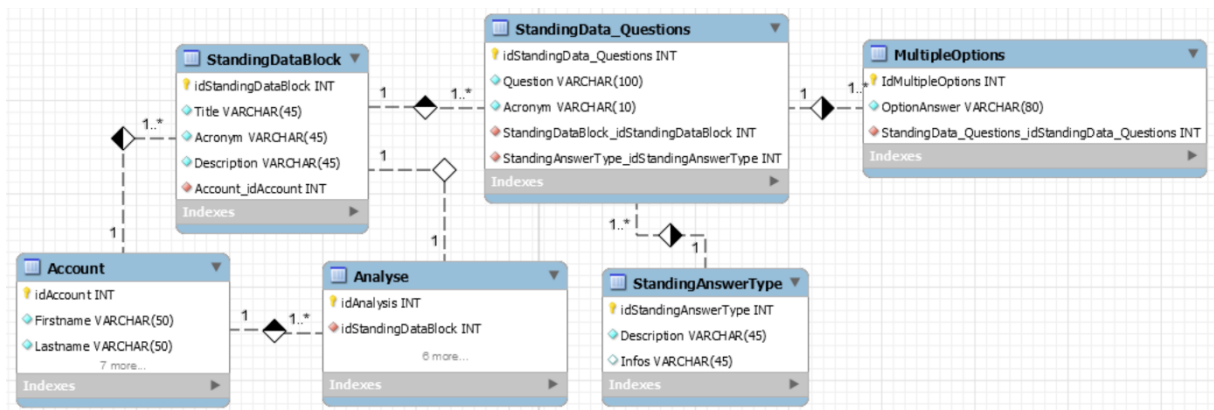 StandingDataBlock
idStandingDataBlock INT
Title VARCHAR(45)
Acronym VARCHAR(45)
Description VARCHAR(45)
Account_idAccount INT
Indexes
1
1..*
1
1..*
1
1
StandingData_Questions
idStandingData_Questions INT
Question VARCHAR(100)
Acronym VARCHAR(10)
StandingDataBlock_idStandingDataBlock INT
StandingAnswerType_idStandingAnswerType INT
Indexes
1
1..*
MultipleOptions
IdMultipleOptions INT
OptionAnswer VARCHAR(80)
StandingData_Questions_idStandingData_Questions INT
Indexes
1..*
1
Account
idAccount INT
Firstname VARCHAR(50)
Lastname VARCHAR(50)
7 more...
Indexes
1
1..*
Analyse
idAnalysis INT
idStandingDataBlock INT
6 more...
Indexes
StandingAnswerType
idStandingAnswerType INT
Description VARCHAR(45)
Infos VARCHAR(45)
Indexes